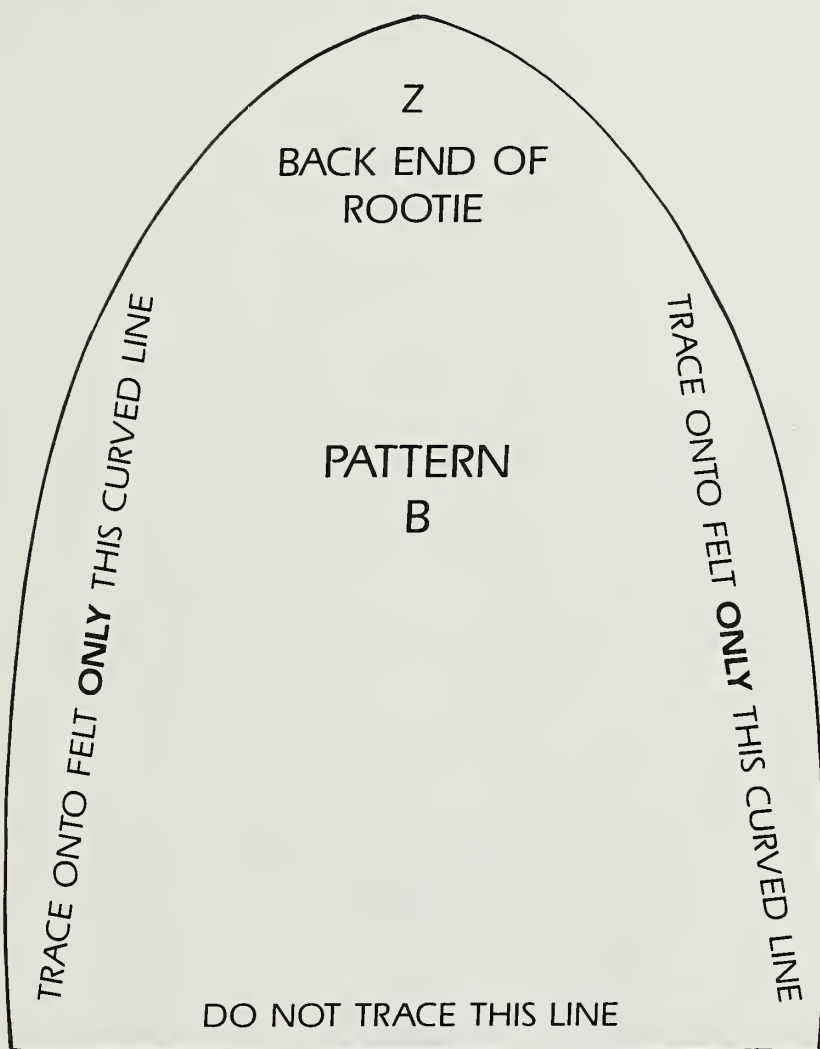 Z
BACK END OF
ROOTIE
TRACE ONTO FELT ONLY THIS CURVED LINE
TRACE ONTO FELT ONLY THIS CURVED LINE
PATTERN
B
DO NOT TRACE THIS LINE